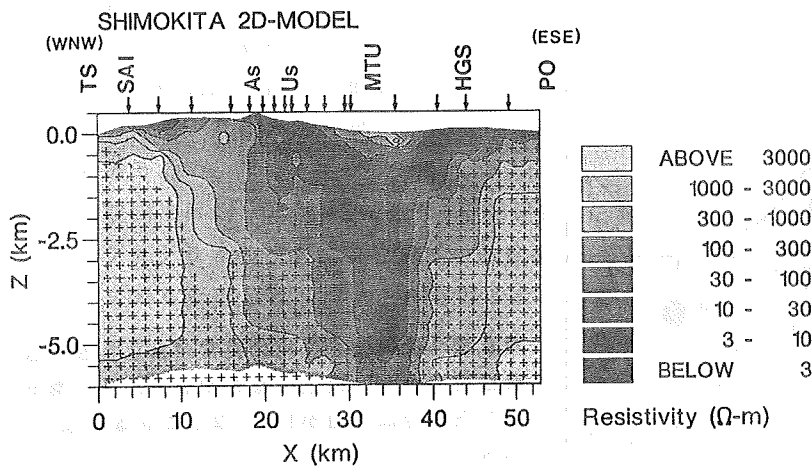 SHIMOKITA 2D-MODEL
(WNW)
(ESE)
TS
SAI
As
Us
MTU
HGS
PO
0.0
-2.5
-5.0
Z (km)
0 10 20 30 40 50
X (km)
ABOVE 3000
1000 - 3000
300 - 1000
100 - 300
30 - 100
10 - 30
3 - 10
BELOW 3
Resistivity (Ω-m)